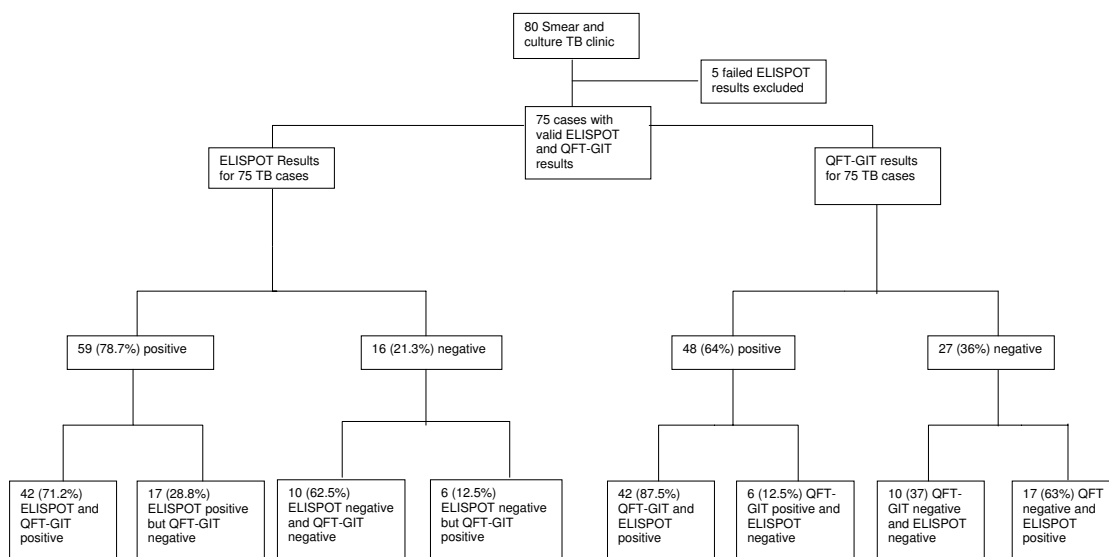 80 Smear and
culture TB clinic
5 failed ELISPOT
results excluded
75 cases with
valid ELISPOT
and QFT-GIT
results
ELISPOT Results
for 75 TB cases
QFT-GIT results
for 75 TB cases
59 (78.7%) positive
16 (21.3%) negative
48 (64%) positive
27 (36%) negative
42 (71.2%)
ELISPOT and
QFT-GIT
positive
17 (28.8%)
ELISPOT positive
but QFT-GIT
negative
10 (62.5%)
ELISPOT negative
and QFT-GIT
negative
6 (12.5%)
ELISPOT negative
but QFT-GIT
positive
42 (87.5%)
QFT-GIT and
ELISPOT
positive
6 (12.5%) QFT-
GIT positive and
ELISPOT
negative
10 (37) QFT-
GIT negative
and ELISPOT
negative
17 (63%) QFT
negative and
ELISPOT
positive